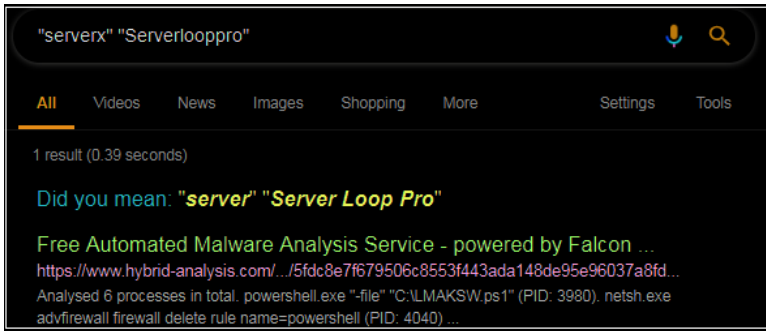 "serverx" "Serverlooppro"
All Videos News Images Shopping More Settings Tools
1 result (0.39 seconds)
Did you mean: "server" "Server Loop Pro"
Free Automated Malware Analysis Service - powered by Falcon ...
https://www.hybrid-analysis.com/.../5fdc8e7f679506c8553f443ada148de95e96037a8fd...
Analysed 6 processes in total. powershell.exe "-file" "C:\LMAKSW.ps1" (PID: 3980). netsh.exe
advfirewall firewall delete rule name=powershell (PID: 4040) ...